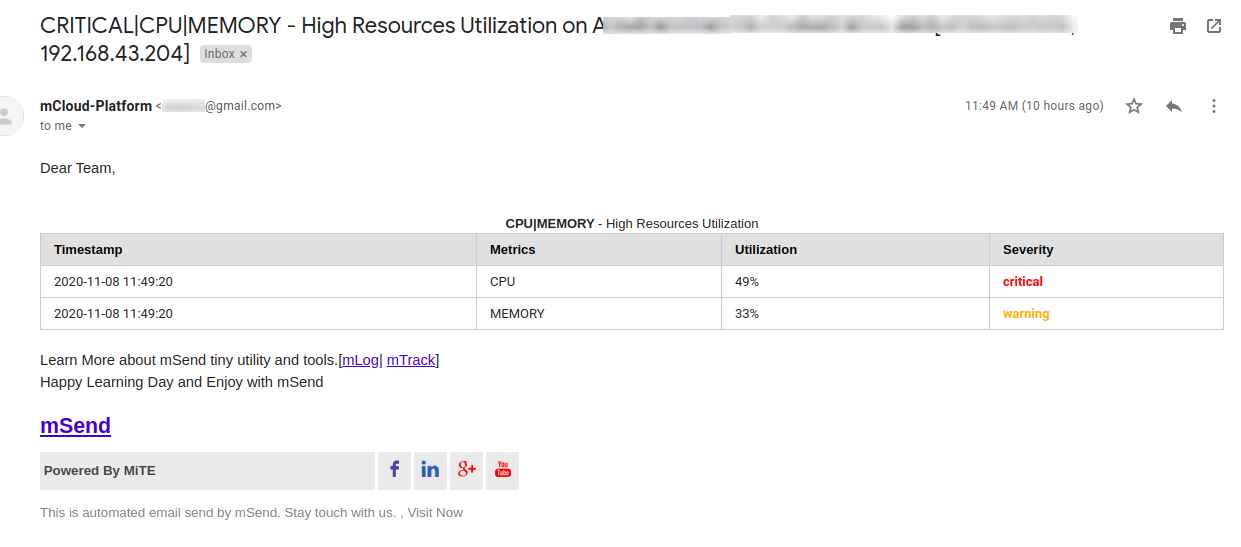 CRITICAL|CPU|MEMORY - High Resources Utilization on
192.168.43.204] Inbox ×
mCloud-Platform < @gmail.com> 11:49 AM (10 hours ago)
to me
Dear Team,
CPU|MEMORY - High Resources Utilization
Timestamp Metrics Utilization Severity
2020-11-08 11:49:20 CPU 49% critical
2020-11-08 11:49:20 MEMORY 33% warning
Learn More about mSend tiny utility and tools.[mLog| mTrack]
Happy Learning Day and Enjoy with mSend
mSend
Powered By MiTE f in g+ You Tube
This is automated email send by mSend. Stay touch with us. , Visit Now